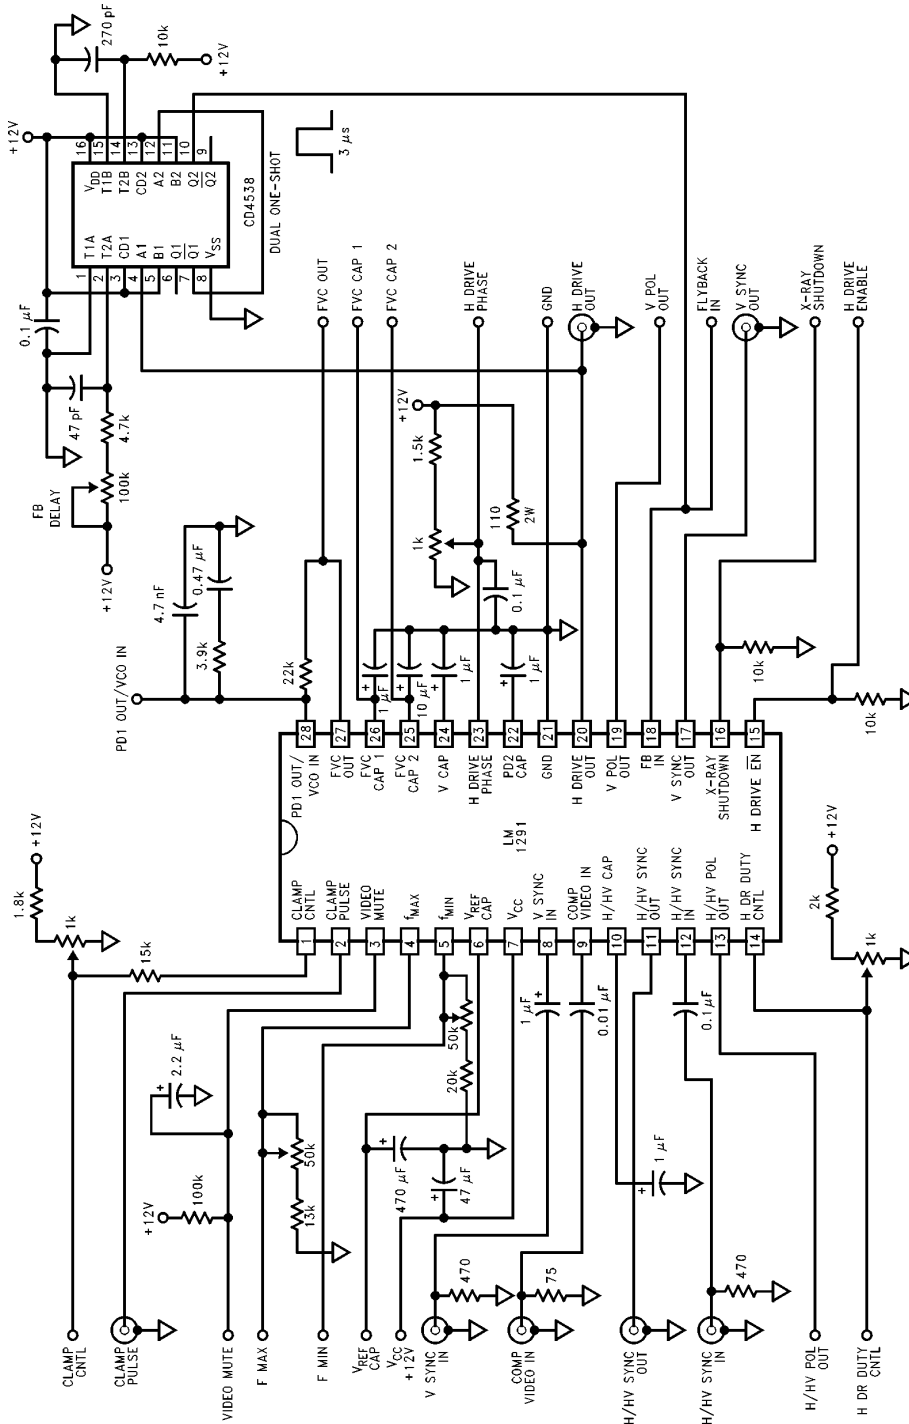 CLAMP
CNTL
CLAMP
PULSE
VIDEO MUTE
F MAX
F MIN
VREF
CAP
VCC
+12V
V SYNC
IN
COMP
VIDEO IN
H/HV SYNC
OUT
H/HV SYNC
IN
H/HV POL
OUT
H DR DUTY
CNTL
+12V
100k
2.2 μF
+
13k
50k
470 μF
+
47 μF
+
20k
50k
470
75
1 μF
+
0.01 μF
1 μF
+
470
0.1 μF
15k
1k
1.8k
+12V
1k
2k
+12V
1
2
3
4
5
6
7
8
9
10
11
12
13
14
CLAMP
CNTL
CLAMP
PULSE
VIDEO
MUTE
fMAX
fMIN
VREF
CAP
VCC
V SYNC
IN
COMP
VIDEO IN
H/HV CAP
H/HV SYNC
OUT
H/HV SYNC
IN
H/HV POL
OUT
H DR DUTY
CNTL
LM
1291
PD1 OUT/
VCO IN
FVC
OUT
FVC
CAP 1
FVC
CAP 2
V CAP
H DRIVE
PHASE
PD2
CAP
GND
H DRIVE
OUT
V POL
OUT
FB
IN
V SYNC
OUT
X-RAY
SHUTDOWN
H DRIVE EN
28
27
26
25
24
23
22
21
20
19
18
17
16
15
PD1 OUT/VCO IN
4.7 nF
3.9k
0.47 μF
22k
1 μF
+
10 μF
+
1 μF
+
1 μF
+
0.1 μF
1k
1.5k
+12V
110
2W
10k
10k
FVC OUT
FVC CAP 1
FVC CAP 2
H DRIVE
PHASE
GND
H DRIVE
OUT
V POL
OUT
FLYBACK
IN
V SYNC
OUT
X-RAY
SHUTDOWN
H DRIVE
ENABLE
+12V
FB
DELAY
100k
4.7k
47 pF
0.1 μF
1
2
3
4
5
6
7
8
T1A
T2A
CD1
A1
B1
Q1
Q1
VSS
VDD
T1B
T2B
CD2
A2
B2
Q2
Q2
16
15
14
13
12
11
10
9
CD4538
DUAL ONE-SHOT
3 μs
+12V
270 pF
10k
+12V